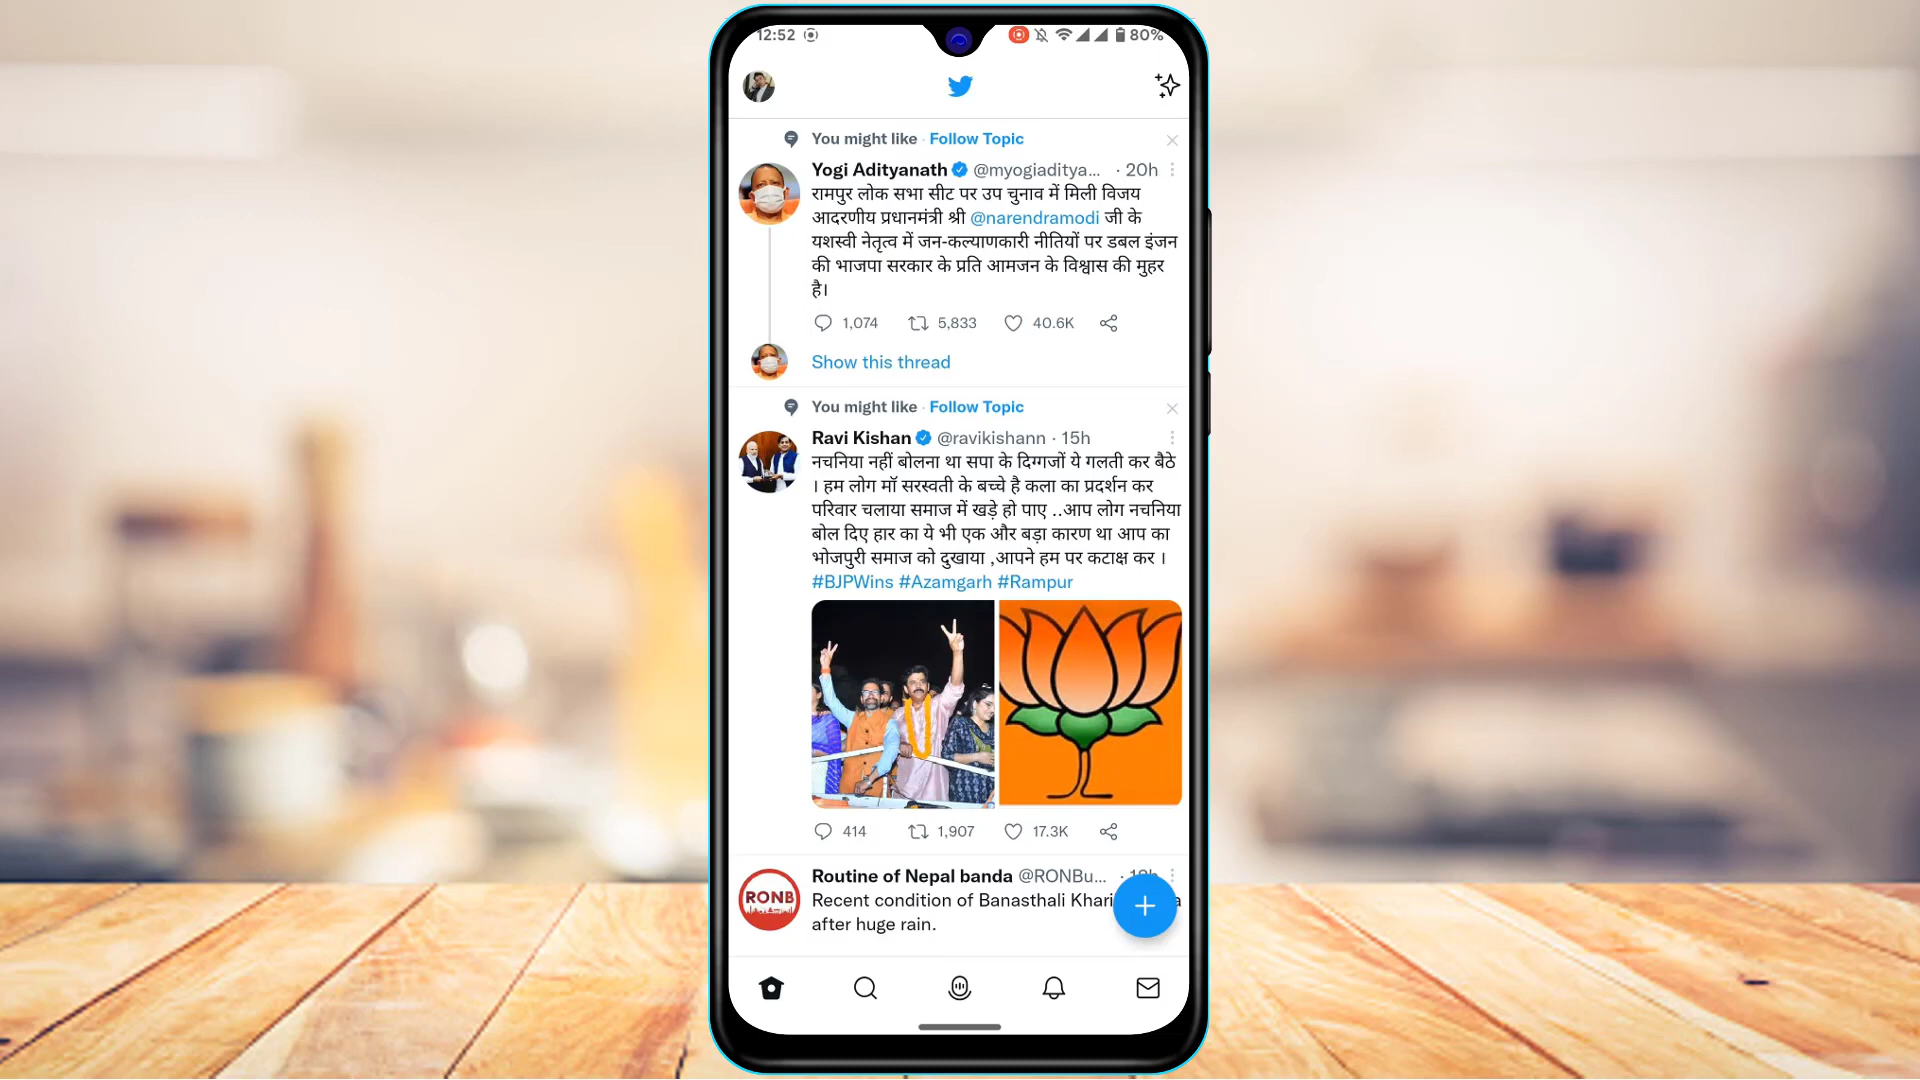 12:52
80%
You might like · Follow Topic
Yogi Adityanath @myogiaditya... · 20h
रामपुर लोक सभा सीट पर उप चुनाव में मिली विजय
आदरणीय प्रधानमंत्री श्री @narendramodi जी के
यशस्वी नेतृत्व में जन-कल्याणकारी नीतियों पर डबल इंजन
की भाजपा सरकार के प्रति आमजन के विश्वास की मुहर
है।
1,074 5,833 40.6K
Show this thread
You might like · Follow Topic
Ravi Kishan @ravikishann · 15h
नचनिया नहीं बोलना था सपा के दिग्गजों ये गलती कर बैठे
। हम लोग मॉ सरस्वती के बच्चे है कला का प्रदर्शन कर
परिवार चलाया समाज में खड़े हो पाए ..आप लोग नचनिया
बोल दिए हार का ये भी एक और बड़ा कारण था आप का
भोजपुरी समाज को दुखाया ,आपने हम पर कटाक्ष कर ।
#BJPWins #Azamgarh #Rampur
414 1,907 17.3K
RONB
Routine of Nepal banda @RONBu...
Recent condition of Banasthali
after huge rain.